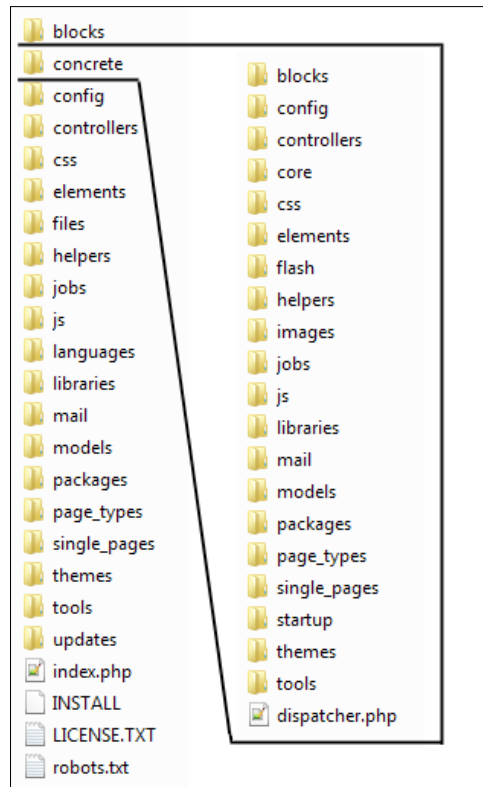 blocks
concrete
config
controllers
css
elements
files
helpers
jobs
js
languages
libraries
mail
models
packages
page_types
single_pages
themes
tools
updates
index.php
INSTALL
LICENSE.TXT
robots.txt
blocks
config
controllers
core
css
elements
flash
helpers
images
jobs
js
libraries
mail
models
packages
page_types
single_pages
startup
themes
tools
dispatcher.php